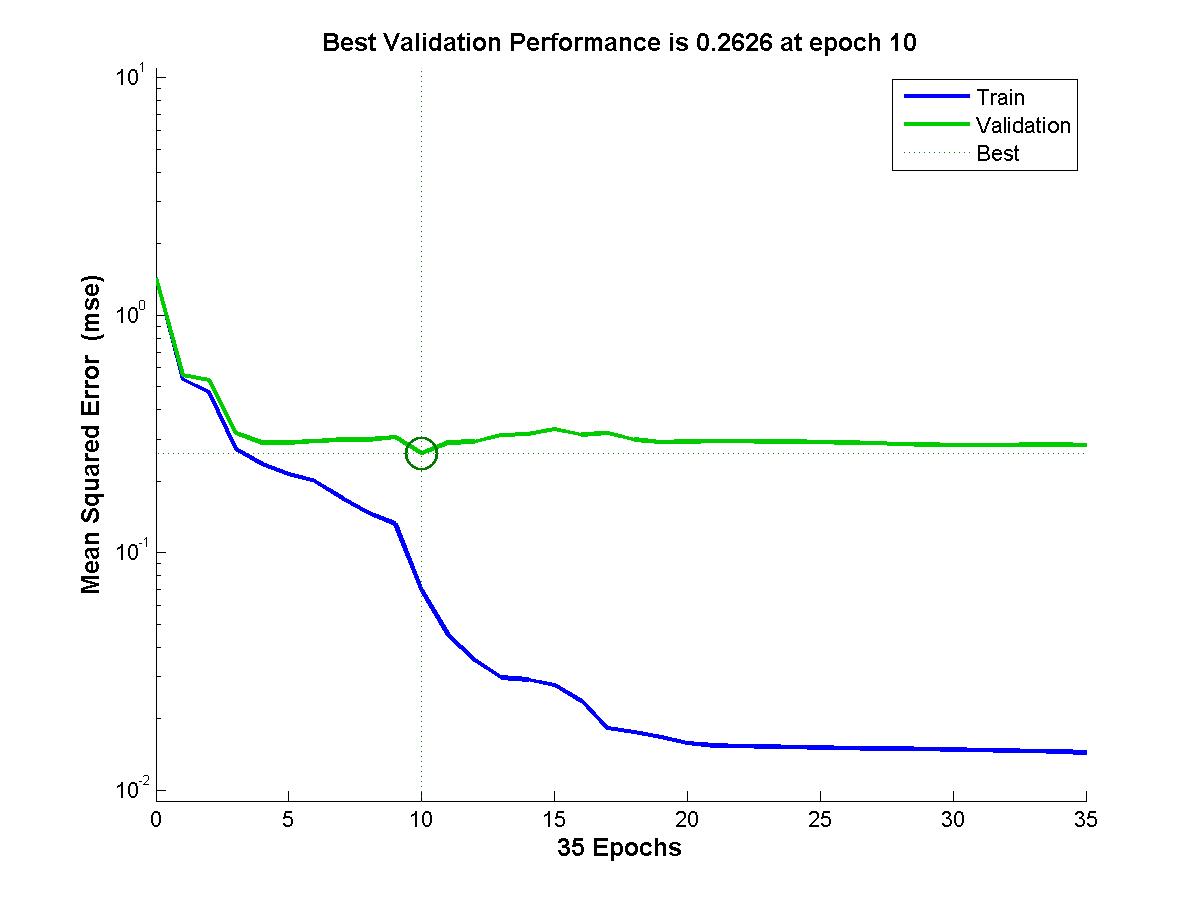 Best Validation Performance is 0.2626 at epoch 10
Train
Validation
Best
Mean Squared Error (mse)
10^1
10^0
10^-1
10^-2
0 5 10 15 20 25 30 35
35 Epochs